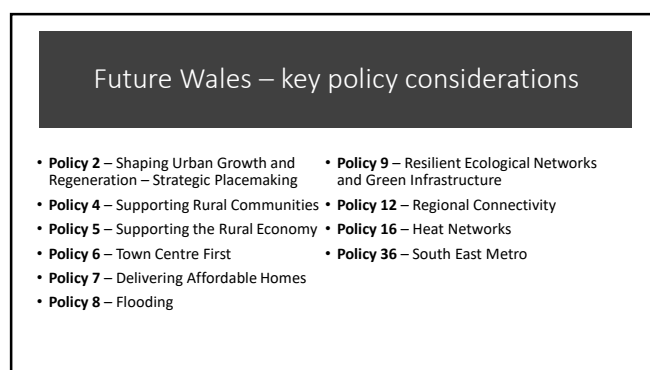 Future Wales – key policy considerations
• Policy 2 – Shaping Urban Growth and
Regeneration – Strategic Placemaking
• Policy 4 – Supporting Rural Communities
• Policy 5 – Supporting the Rural Economy
• Policy 6 – Town Centre First
• Policy 7 – Delivering Affordable Homes
• Policy 8 – Flooding
• Policy 9 – Resilient Ecological Networks
and Green Infrastructure
• Policy 12 – Regional Connectivity
• Policy 16 – Heat Networks
• Policy 36 – South East Metro